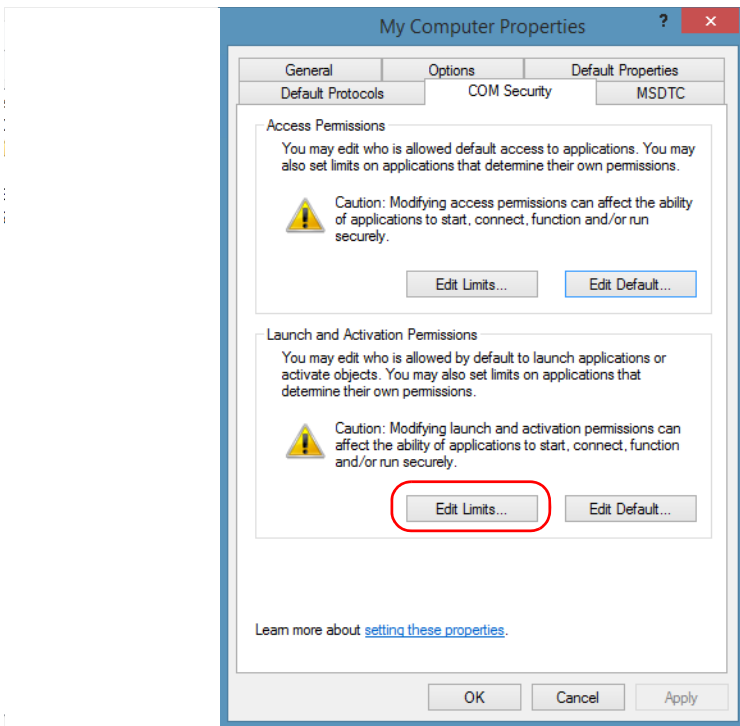 My Computer Properties
?
General Options Default Properties
Default Protocols COM Security MSDTC
Access Permissions
You may edit who is allowed default access to applications. You may
also set limits on applications that determine their own permissions.
Caution: Modifying access permissions can affect the ability
of applications to start, connect, function and/or run
securely.
Edit Limits... Edit Default...
Launch and Activation Permissions
You may edit who is allowed by default to launch applications or
activate objects. You may also set limits on applications that
determine their own permissions.
Caution: Modifying launch and activation permissions can
affect the ability of applications to start, connect, function
and/or run securely.
Edit Limits... Edit Default...
Learn more about setting these properties.
OK Cancel Apply